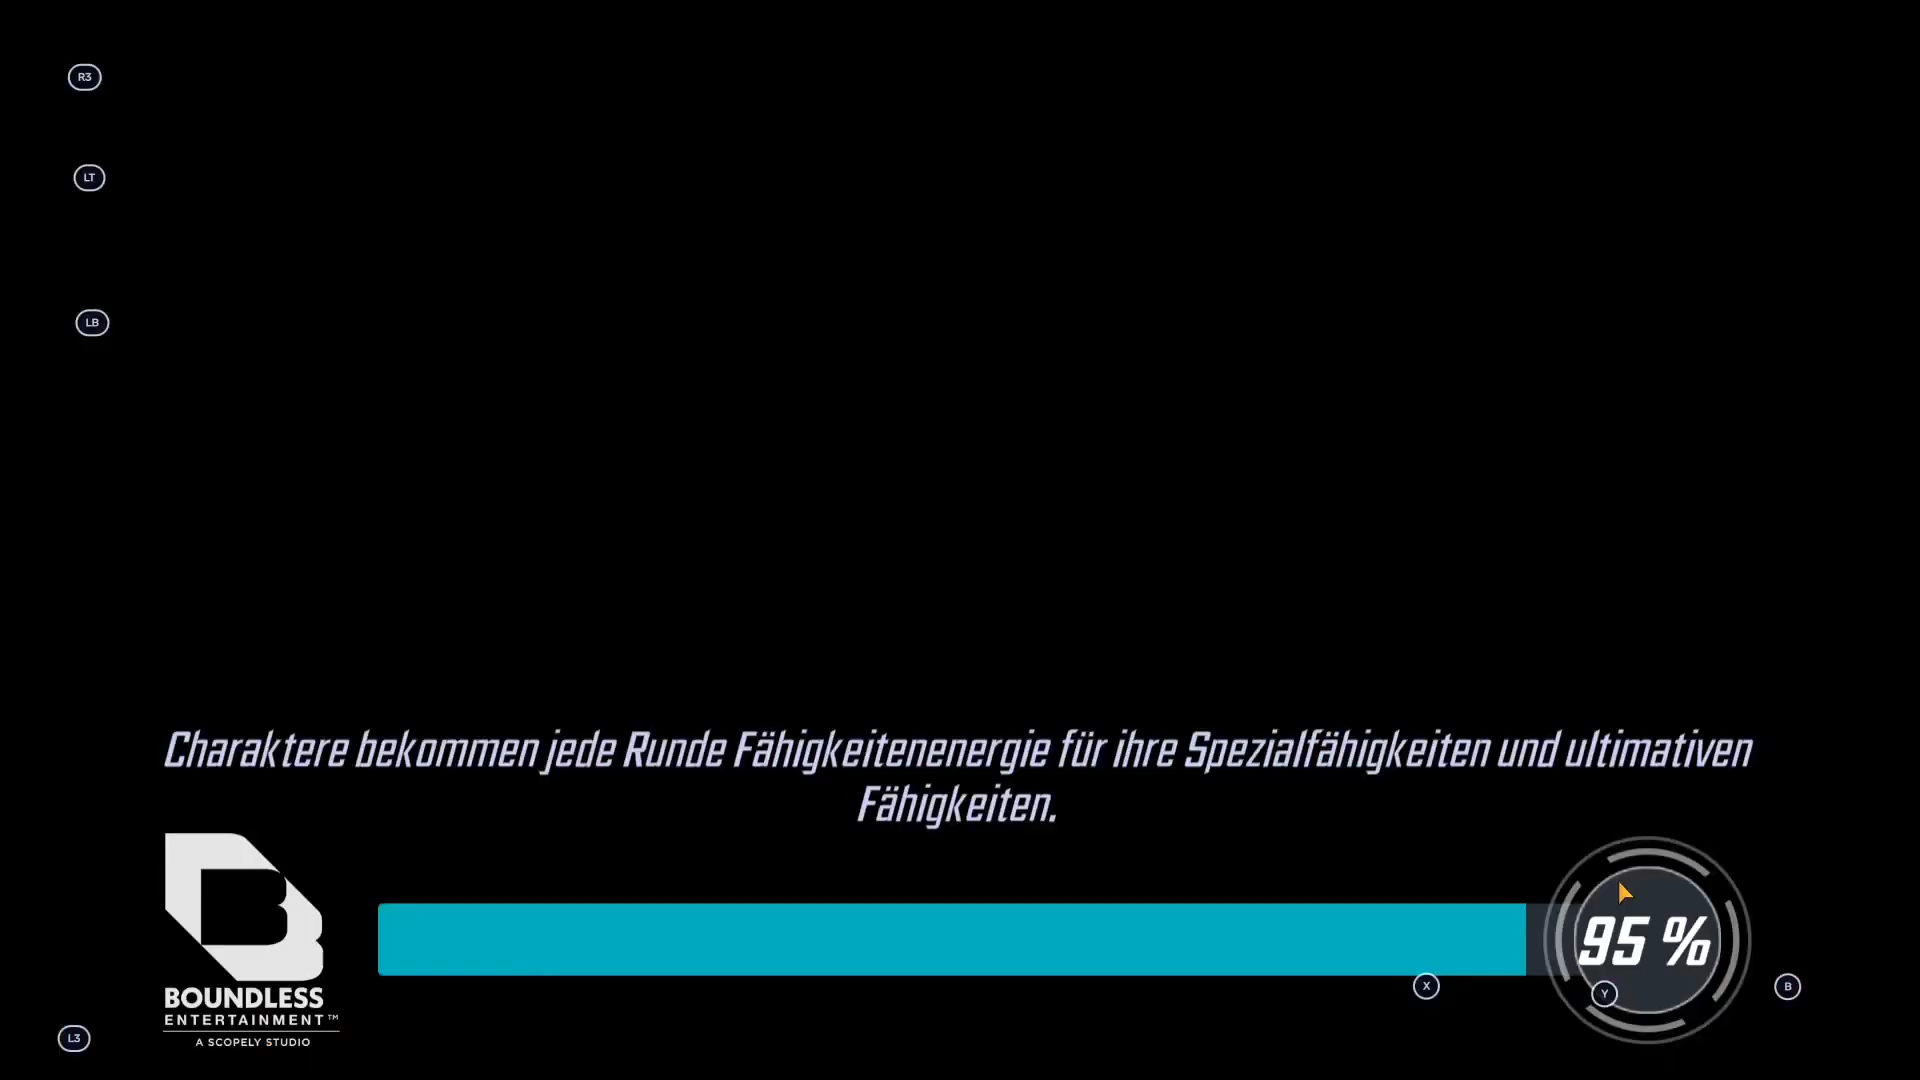 R3
LT
LB
Charaktere bekommen jede Runde Fähigkeitenenergie für ihre Spezialfähigkeiten und ultimativen
Fähigkeiten.
95 %
X
Y
B
BOUNDLESS
ENTERTAINMENT™
A SCOPELY STUDIO
L3